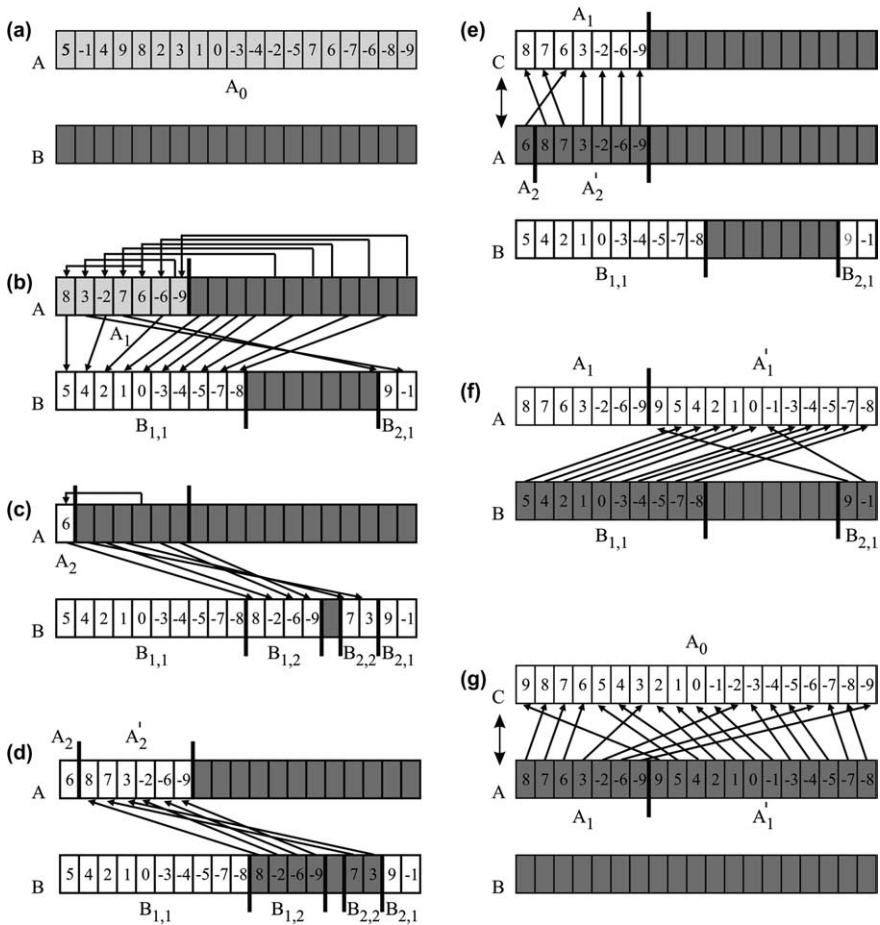 (a)
A 5 -1 4 9 8 2 3 1 0 -3 -4 -2 -5 7 6 -7 -6 -8 -9
A0
B
(b)
A 8 3 -2 7 6 -6 -9
A1
B 5 4 2 1 0 -3 -4 -5 -7 -8 9 -1
B1,1 B2,1
(c)
A 6
A2
B 5 4 2 1 0 -3 -4 -5 -7 -8 8 -2 -6 -9 7 3 9 -1
B1,1 B1,2 B2,2 B2,1
(d)
A2 A'2
A 6 8 7 3 -2 -6 -9
B 5 4 2 1 0 -3 -4 -5 -7 -8 8 -2 -6 -9 7 3 9 -1
B1,1 B1,2 B2,2 B2,1
(e)
A1
C 8 7 6 3 -2 -6 -9
A 6 8 7 3 -2 -6 -9
A2 A'2
B 5 4 2 1 0 -3 -4 -5 -7 -8 9 -1
B1,1 B2,1
(f)
A1 A'1
A 8 7 6 3 -2 -6 -9 9 5 4 2 1 0 -1 -3 -4 -5 -7 -8
B 5 4 2 1 0 -3 -4 -5 -7 -8 9 -1
B1,1 B2,1
(g)
A0
C 9 8 7 6 5 4 3 2 1 0 -1 -2 -3 -4 -5 -6 -7 -8 -9
A 8 7 6 3 -2 -6 -9 9 5 4 2 1 0 -1 -3 -4 -5 -7 -8
A1 A'1
B